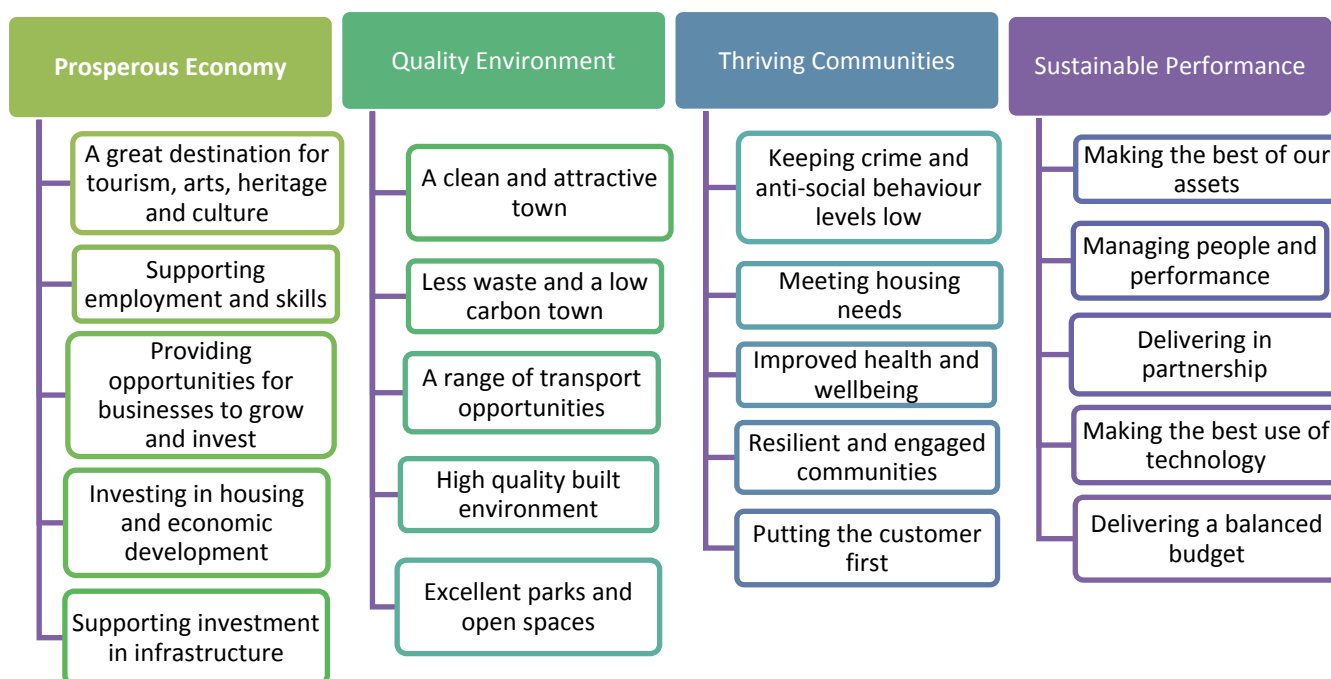 Prosperous Economy
A great destination for
tourism, arts, heritage
and culture
Supporting
employment and skills
Providing
opportunities for
businesses to grow
and invest
Investing in housing
and economic
development
Supporting investment
in infrastructure
Quality Environment
A clean and attractive
town
Less waste and a low
carbon town
A range of transport
opportunities
High quality built
environment
Excellent parks and
open spaces
Thriving Communities
Keeping crime and
anti-social behaviour
levels low
Meeting housing
needs
Improved health and
wellbeing
Resilient and engaged
communities
Putting the customer
first
Sustainable Performance
Making the best of our
assets
Managing people and
performance
Delivering in
partnership
Making the best use of
technology
Delivering a balanced
budget